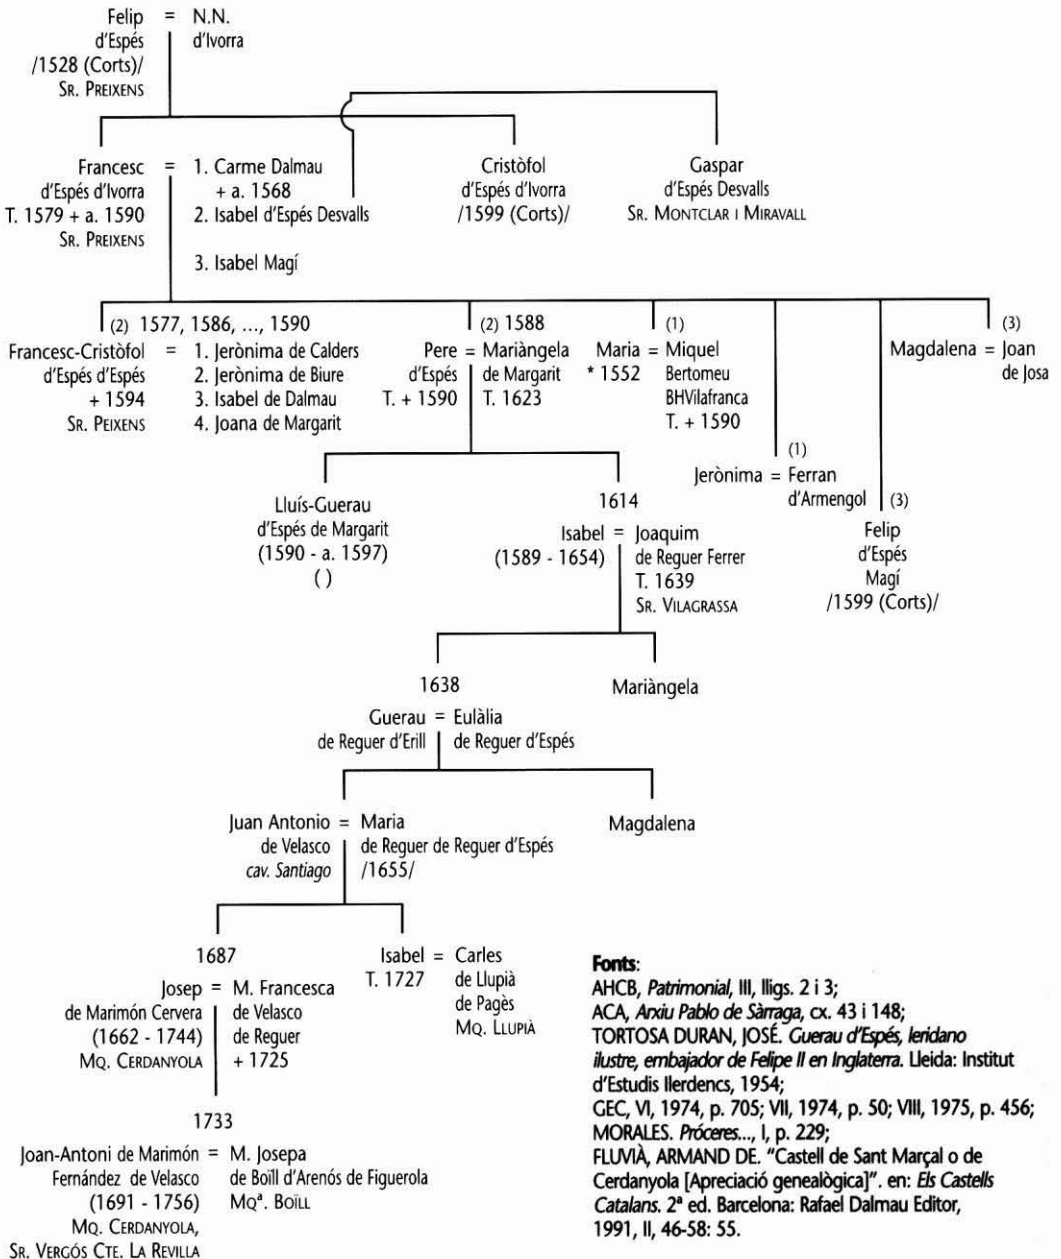 Felip = N.N.
d'Espés d'Ivorra
/1528 (Corts)/
SR. PREIXENS
Francesc = 1. Carme Dalmau
d'Espés d'Ivorra + a. 1568
T. 1579 + a. 1590 2. Isabel d'Espés Desvalls
SR. PREIXENS
3. Isabel Magí
Cristòfol
d'Espés d'Ivorra
/1599 (Corts)/
Gaspar
d'Espés Desvalls
SR. MONTCLAR I MIRAVALL
(2) 1577, 1586, ..., 1590
Francesc-Cristòfol = 1. Jerònima de Calders
d'Espés d'Espés 2. Jerònima de Biure
+ 1594 3. Isabel de Dalmau
SR. PEIXENS 4. Joana de Margarit
(2) 1588
Pere = Mariàngela
d'Espés de Margarit
T. + 1590 T. 1623
(1)
Maria = Miquel
* 1552 Bertomeu
BHVilafranca
T. + 1590
(3)
Magdalena = Joan
de Josa
(1)
Jerònima = Ferran
d'Armengol
(3)
Felip
d'Espés
Magí
/1599 (Corts)/
Lluís-Guerau
d'Espés de Margarit
(1590 - a. 1597)
( )
1614
Isabel = Joaquim
(1589 - 1654) de Reguer Ferrer
T. 1639
SR. VILAGRASSA
1638
Guerau = Eulàlia
de Reguer d'Erill de Reguer d'Espés
Mariàngela
Juan Antonio = Maria
de Velasco de Reguer de Reguer d'Espés
cav. Santiago /1655/
Magdalena
1687
Josep = M. Francesca
de Marimón Cervera de Velasco
(1662 - 1744) de Reguer
MQ. CERDANYOLA + 1725
Isabel = Carles
T. 1727 de Llupià
de Pagès
MQ. LLUPIÀ
1733
Joan-Antoni de Marimón = M. Josepa
Fernández de Velasco de Boïll d'Arenós de Figuerola
(1691 - 1756) MQª. BOÏLL
MQ. CERDANYOLA,
SR. VERGÓS CTE. LA REVILLA
Fonts:
AHCB, Patrimonial, III, lligs. 2 i 3;
ACA, Arxiu Pablo de Sàrraga, cx. 43 i 148;
TORTOSA DURAN, JOSÉ. Guerau d'Espés, leridano
ilustre, embajador de Felipe II en Inglaterra. Lleida: Institut
d'Estudis Ilerdencs, 1954;
GEC, VI, 1974, p. 705; VII, 1974, p. 50; VIII, 1975, p. 456;
MORALES. Próceres..., I, p. 229;
FLUVIÀ, ARMAND DE. "Castell de Sant Marçal o de
Cerdanyola [Apreciació genealògica]". en: Els Castells
Catalans. 2ª ed. Barcelona: Rafael Dalmau Editor,
1991, II, 46-58: 55.